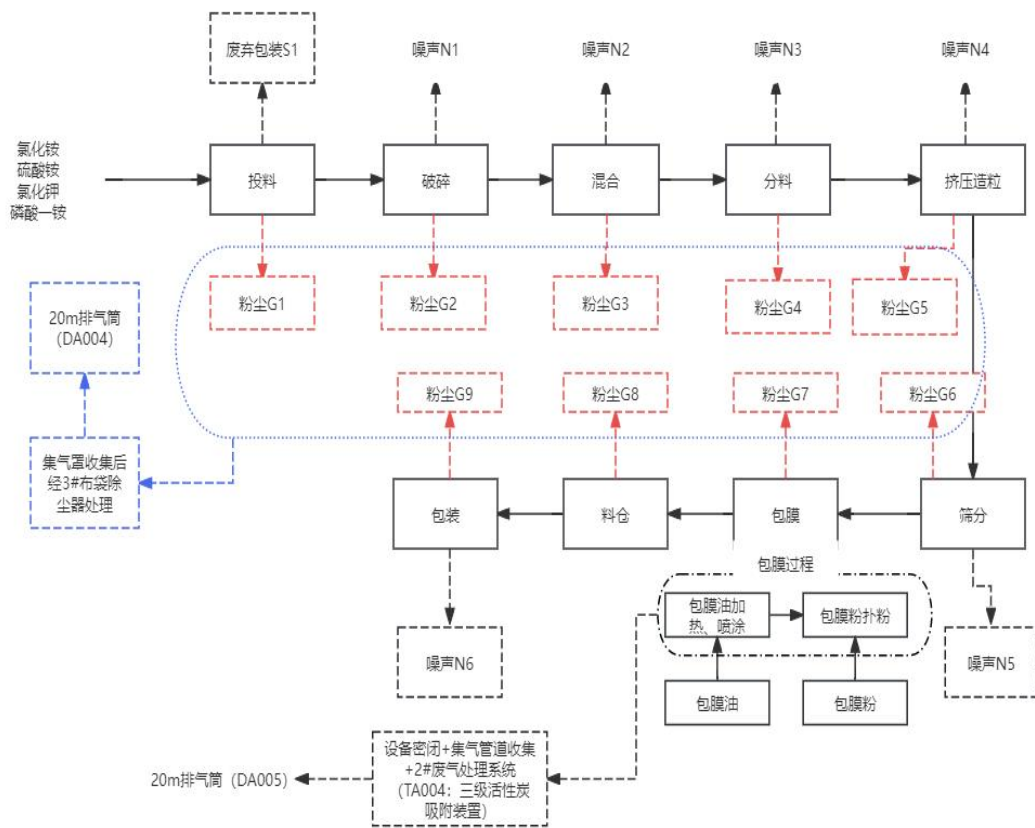 废弃包装S1
噪声N1
噪声N2
噪声N3
噪声N4
氯化铵
硫酸铵
氯化钾
磷酸一铵
投料
破碎
混合
分料
挤压造粒
粉尘G1
粉尘G2
粉尘G3
粉尘G4
粉尘G5
20m排气筒
(DA004)
粉尘G9
粉尘G8
粉尘G7
粉尘G6
集气罩收集后
经3#布袋除
尘器处理
包装
料仓
包膜
筛分
包膜过程
包膜油加
热、喷涂
包膜粉扑粉
噪声N6
噪声N5
包膜油
包膜粉
设备密闭+集气管道收集
+2#废气处理系统
(TA004：三级活性炭
吸附装置)
20m排气筒（DA005）